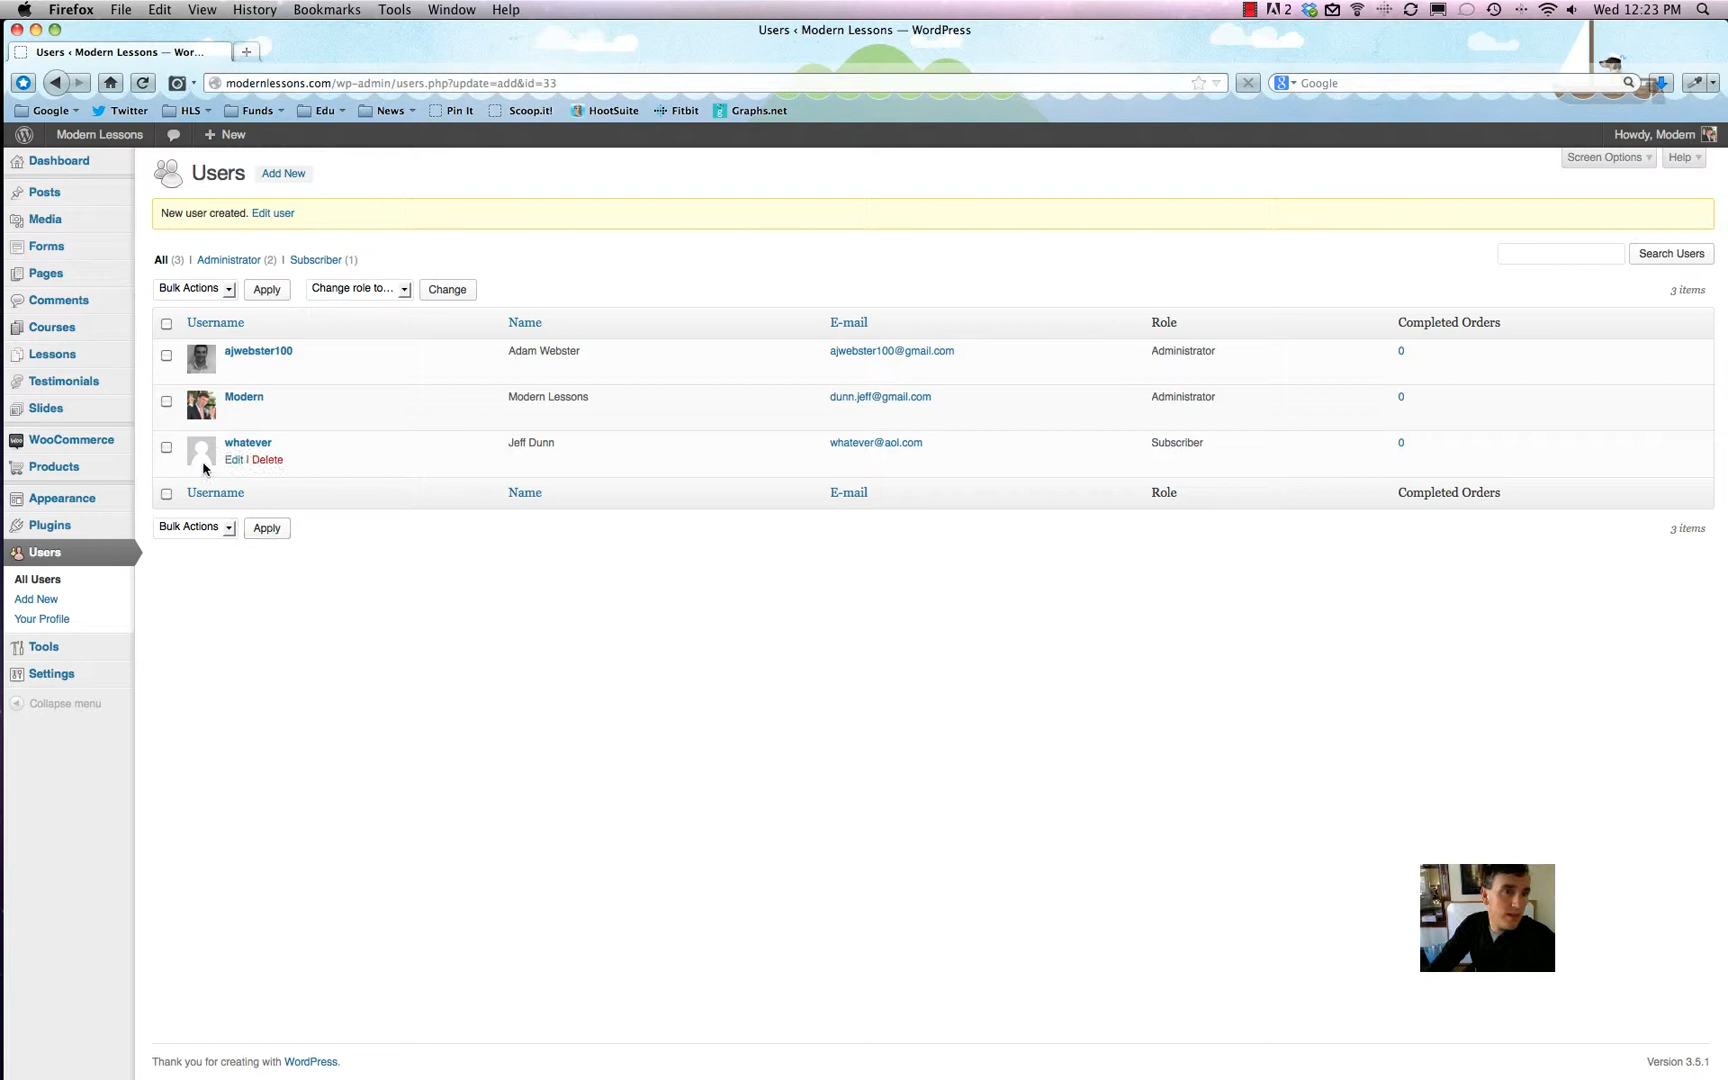 Firefox File Edit View History Bookmarks Tools Window Help 2 Wed 12:23 PM
Users ‹ Modern Lessons — WordPress
Users ‹ Modern Lessons — Wor... +
modernlessons.com/wp-admin/users.php?update=add&id=33 Google
Google Twitter HLS Funds Edu News Pin It Scoop.it! HootSuite Fitbit Graphs.net
Modern Lessons + New Howdy, Modern
Screen Options Help
Dashboard
Posts
Media
Forms
Pages
Comments
Courses
Lessons
Testimonials
Slides
WooCommerce
Products
Appearance
Plugins
Users
All Users
Add New
Your Profile
Tools
Settings
Collapse menu
Users Add New
New user created. Edit user
All (3) | Administrator (2) | Subscriber (1)
Search Users
Bulk Actions Apply Change role to... Change 3 items
Username Name E-mail Role Completed Orders
ajwebster100 Adam Webster ajwebster100@gmail.com Administrator 0
Modern Modern Lessons dunn.jeff@gmail.com Administrator 0
whatever Jeff Dunn whatever@aol.com Subscriber 0
Edit | Delete
Username Name E-mail Role Completed Orders
Bulk Actions Apply 3 items
Thank you for creating with WordPress. Version 3.5.1